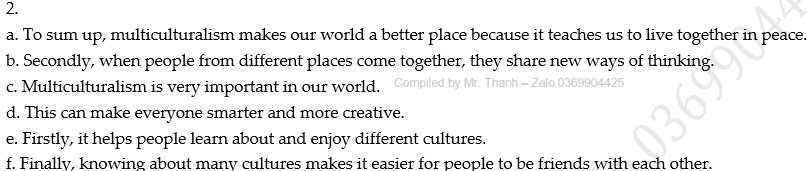 2.
a. To sum up, multiculturalism makes our world a better place because it teaches us to live together in peace.
b. Secondly, when people from different places come together, they share new ways of thinking.
c. Multiculturalism is very important in our world. Compiled by Mr. Thanh – Zalo 0369904425
d. This can make everyone smarter and more creative.
e. Firstly, it helps people learn about and enjoy different cultures.
f. Finally, knowing about many cultures makes it easier for people to be friends with each other.
03699044